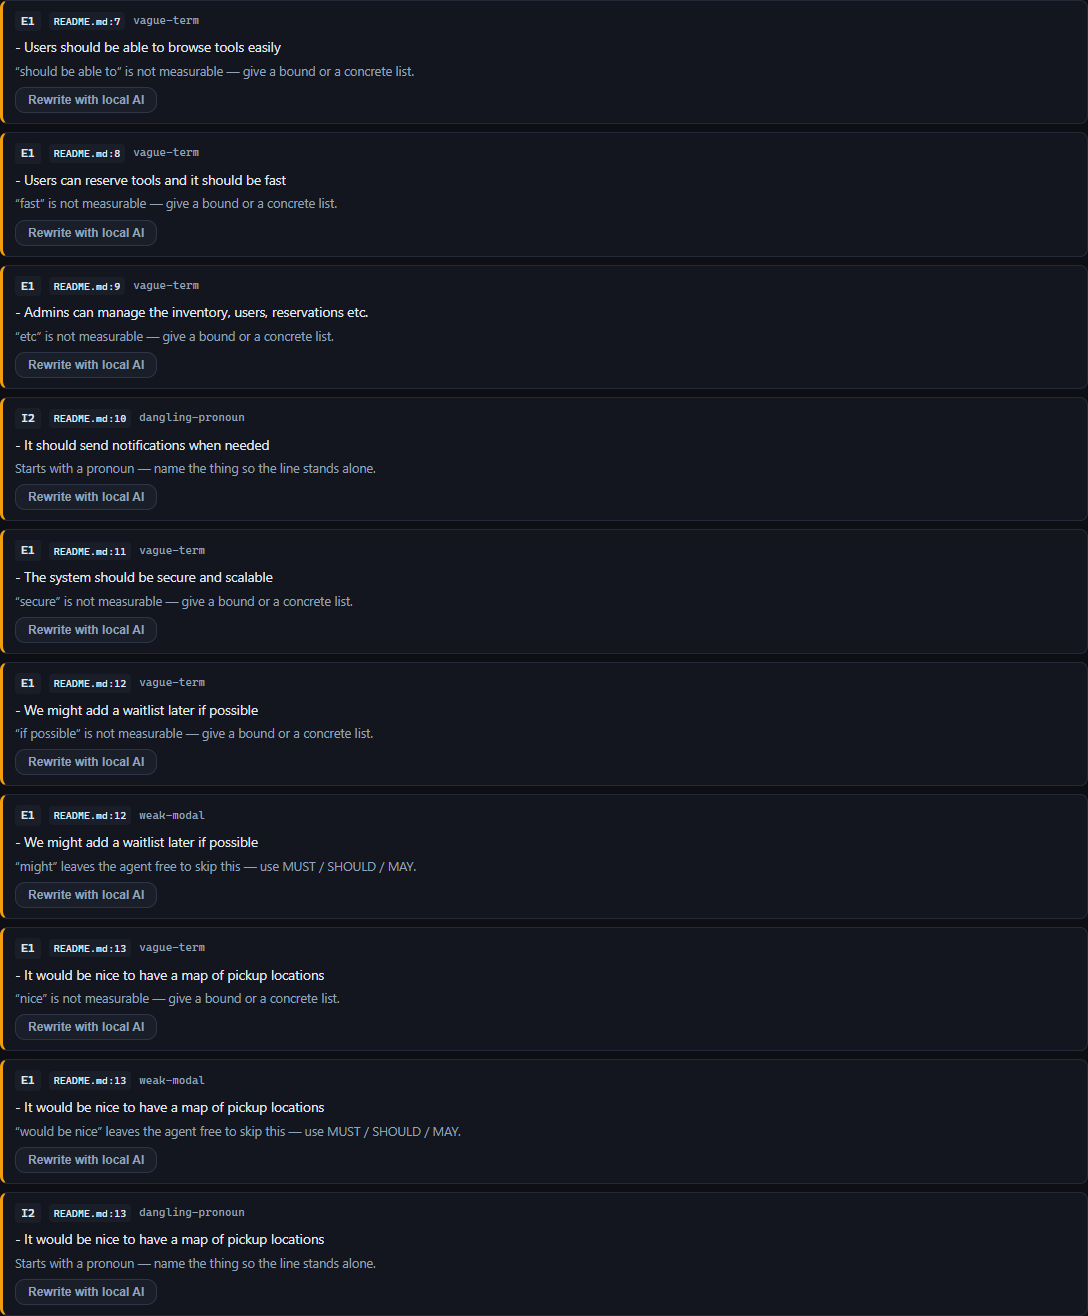 E1 README.md:7 vague-term
- Users should be able to browse tools easily
“should be able to” is not measurable — give a bound or a concrete list.
Rewrite with local AI
E1 README.md:8 vague-term
- Users can reserve tools and it should be fast
“fast” is not measurable — give a bound or a concrete list.
Rewrite with local AI
E1 README.md:9 vague-term
- Admins can manage the inventory, users, reservations etc.
“etc” is not measurable — give a bound or a concrete list.
Rewrite with local AI
I2 README.md:10 dangling-pronoun
- It should send notifications when needed
Starts with a pronoun — name the thing so the line stands alone.
Rewrite with local AI
E1 README.md:11 vague-term
- The system should be secure and scalable
“secure” is not measurable — give a bound or a concrete list.
Rewrite with local AI
E1 README.md:12 vague-term
- We might add a waitlist later if possible
“if possible” is not measurable — give a bound or a concrete list.
Rewrite with local AI
E1 README.md:12 weak-modal
- We might add a waitlist later if possible
“might” leaves the agent free to skip this — use MUST / SHOULD / MAY.
Rewrite with local AI
E1 README.md:13 vague-term
- It would be nice to have a map of pickup locations
“nice” is not measurable — give a bound or a concrete list.
Rewrite with local AI
E1 README.md:13 weak-modal
- It would be nice to have a map of pickup locations
“would be nice” leaves the agent free to skip this — use MUST / SHOULD / MAY.
Rewrite with local AI
I2 README.md:13 dangling-pronoun
- It would be nice to have a map of pickup locations
Starts with a pronoun — name the thing so the line stands alone.
Rewrite with local AI